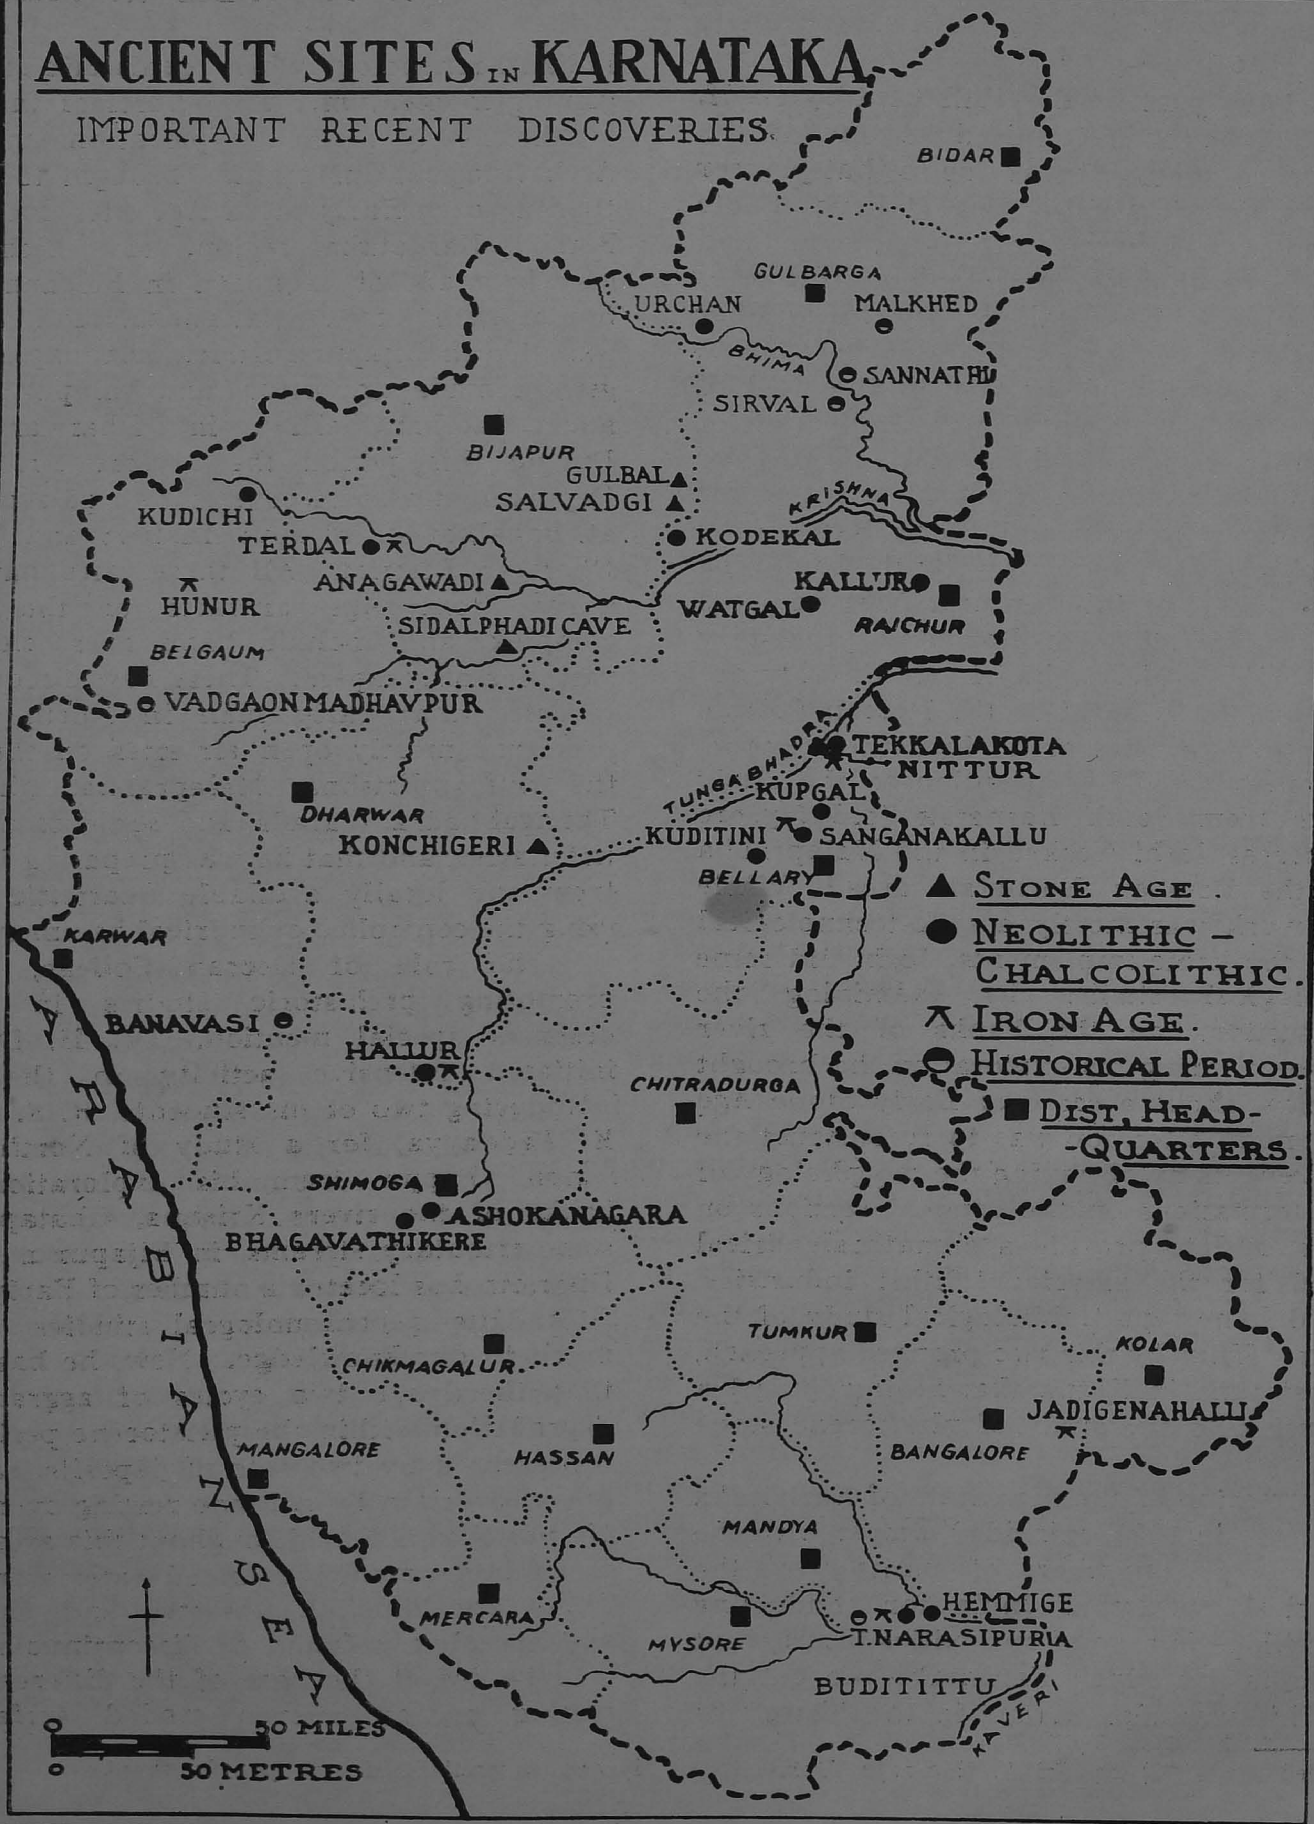 ANCIENT SITES IN KARNATAKA
IMPORTANT RECENT DISCOVERIES.
BIDAR
GULBARGA
URCHAN
MALKHED
BHIMA
SANNATHI
SIRVAL
BIJAPUR
GULBAL
SALVADGI
KRISHNA
KUDICHI
KODEKAL
TERDAL
ANAGAWADI
KALLUR
HUNUR
WATGAL
SIDALPHADI CAVE
RAICHUR
BELGAUM
VADGAON MADHAVPUR
TUNGABHADRA
TEKKALAKOTA
NITTUR
KUPGAL
DHARWAR
KONCHIGERI
KUDITINI
SANGANAKALLU
BELLARY
STONE AGE.
NEOLITHIC -
CHALCOLITHIC.
KARWAR
BANAVASI
IRON AGE.
HALLUR
HISTORICAL PERIOD.
CHITRADURGA
DIST, HEAD-
-QUARTERS.
SHIMOGA
ASHOKANAGARA
BHAGAVATHIKERE
ARABIAN SEA
TUMKUR
KOLAR
CHIKMAGALUR
JADIGENAHALLI
MANGALORE
HASSAN
BANGALORE
MANDYA
MERCARA
HEMMIGE
MYSORE
T.NARASIPURIA
BUDITITTU
KAVERI
0 50 MILES
0 50 METRES